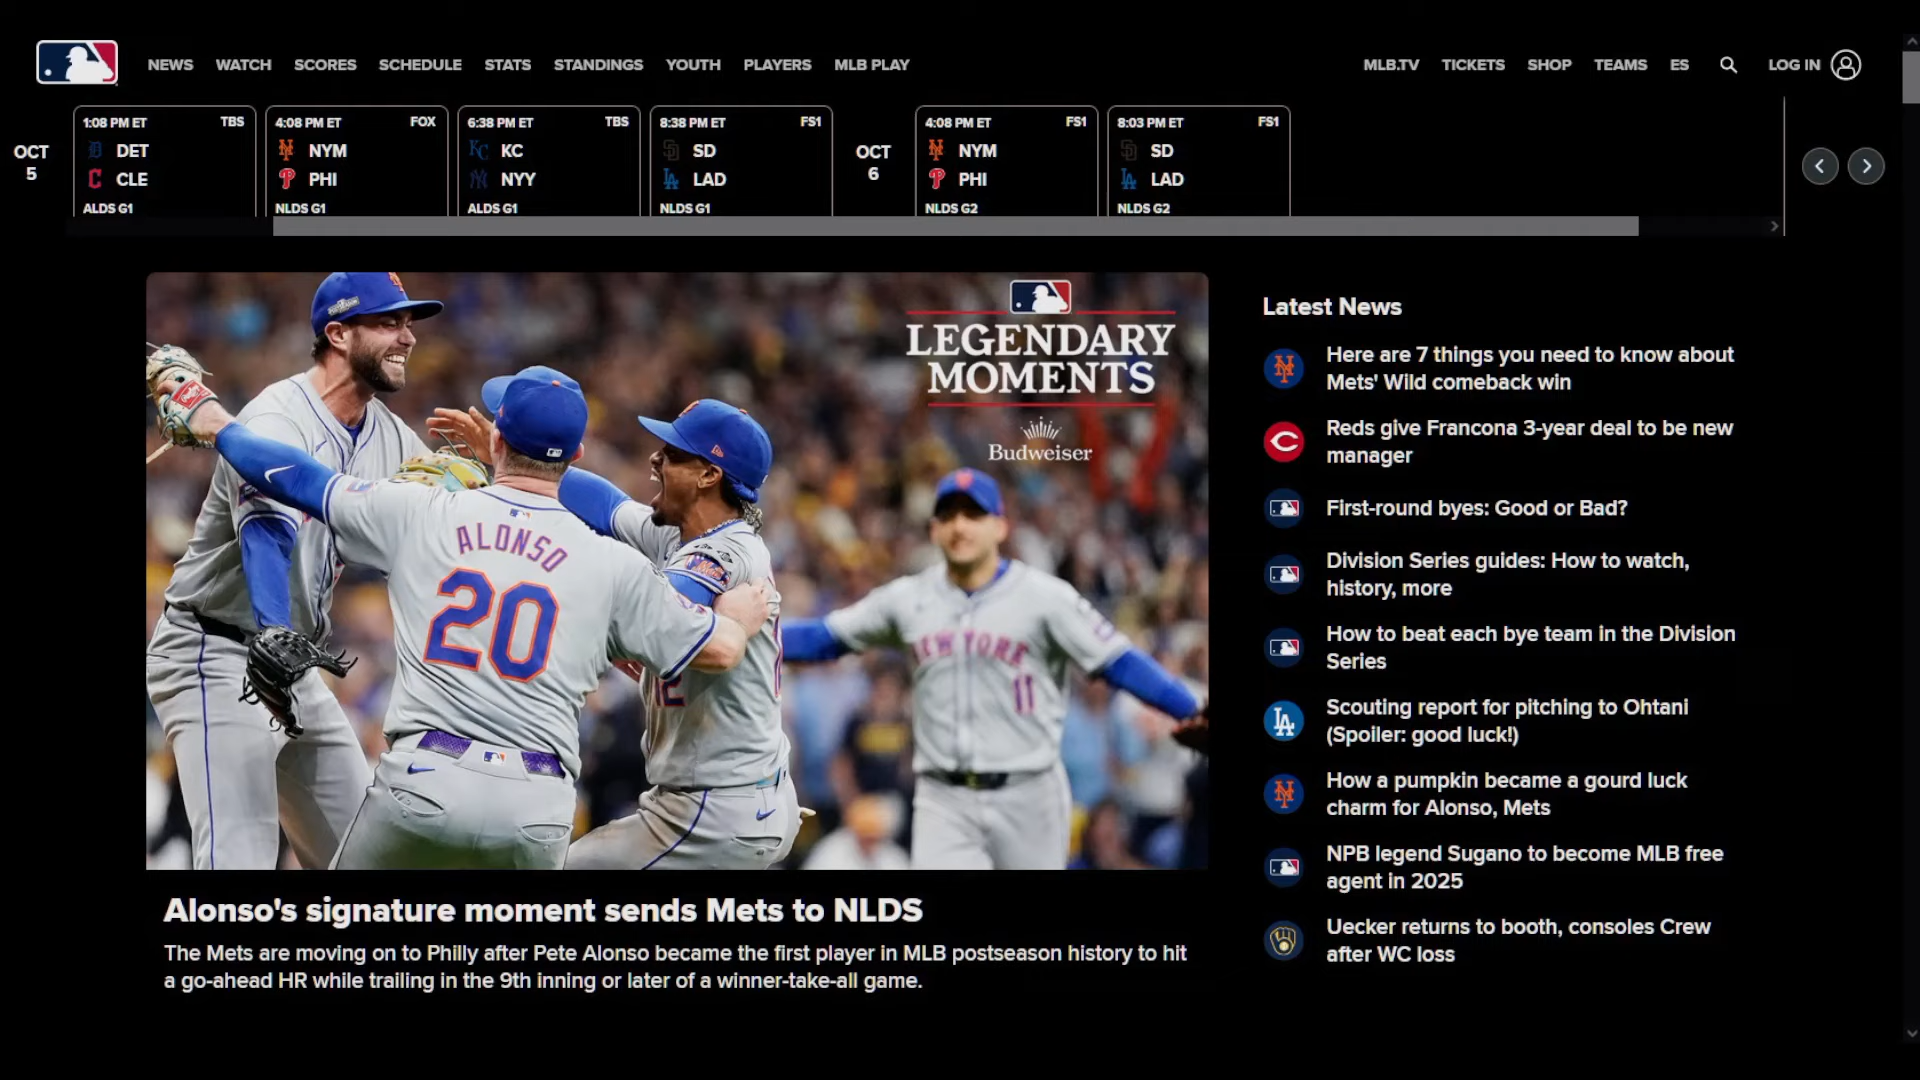 NEWS WATCH SCORES SCHEDULE STATS STANDINGS YOUTH PLAYERS MLB PLAY MLB.TV TICKETS SHOP TEAMS ES LOG IN
OCT
5
1:08 PM ET TBS
DET
CLE
ALDS G1
4:08 PM ET FOX
NYM
PHI
NLDS G1
6:38 PM ET TBS
KC
NYY
ALDS G1
8:38 PM ET FS1
SD
LAD
NLDS G1
OCT
6
4:08 PM ET FS1
NYM
PHI
NLDS G2
8:03 PM ET FS1
SD
LAD
NLDS G2
LEGENDARY
MOMENTS
Budweiser
ALONSO
20
12
NEW YORK
11
Alonso's signature moment sends Mets to NLDS
The Mets are moving on to Philly after Pete Alonso became the first player in MLB postseason history to hit
a go-ahead HR while trailing in the 9th inning or later of a winner-take-all game.
Latest News
Here are 7 things you need to know about
Mets' Wild comeback win
Reds give Francona 3-year deal to be new
manager
First-round byes: Good or Bad?
Division Series guides: How to watch,
history, more
How to beat each bye team in the Division
Series
Scouting report for pitching to Ohtani
(Spoiler: good luck!)
How a pumpkin became a gourd luck
charm for Alonso, Mets
NPB legend Sugano to become MLB free
agent in 2025
Uecker returns to booth, consoles Crew
after WC loss